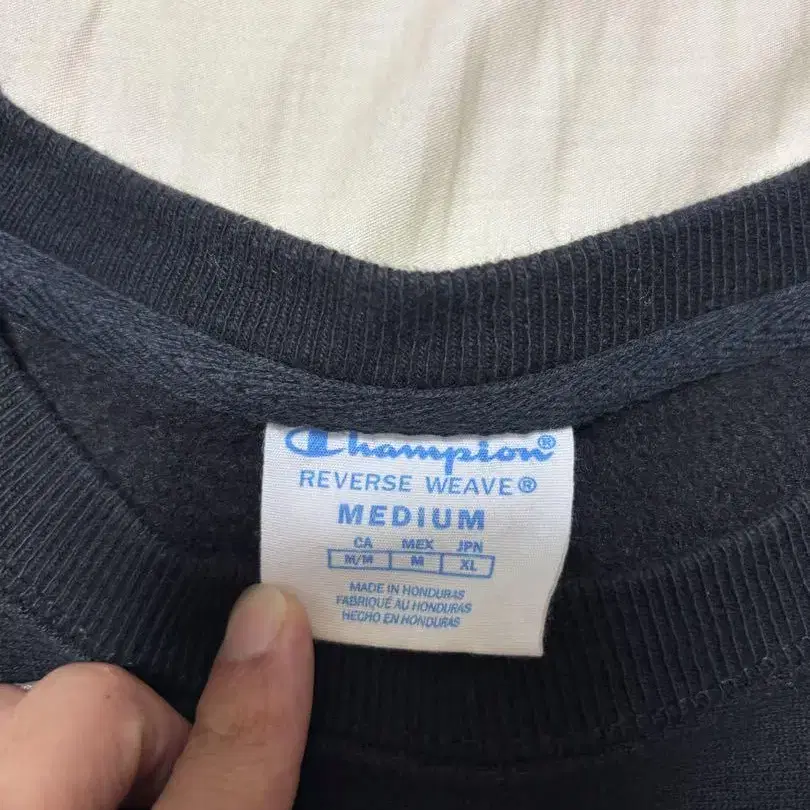 Champion®
REVERSE WEAVE®
MEDIUM
CA MEX JPN
M/M M XL
MADE IN HONDURAS
FABRIQUÉ AU HONDURAS
HECHO EN HONDURAS